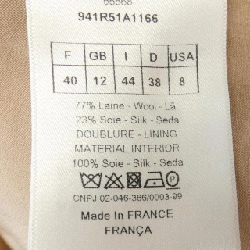 941R51A1166
F GB I D USA
40 12 44 38 8
77% Laine - Wool - Lã
23% Soie - Silk - Seda
DOUBLURE - LINING
MATERIAL INTERIOR
100% Soie - Silk - Seda
CNPJ 02-046-386/0003-99
Made In FRANCE
FRANÇA